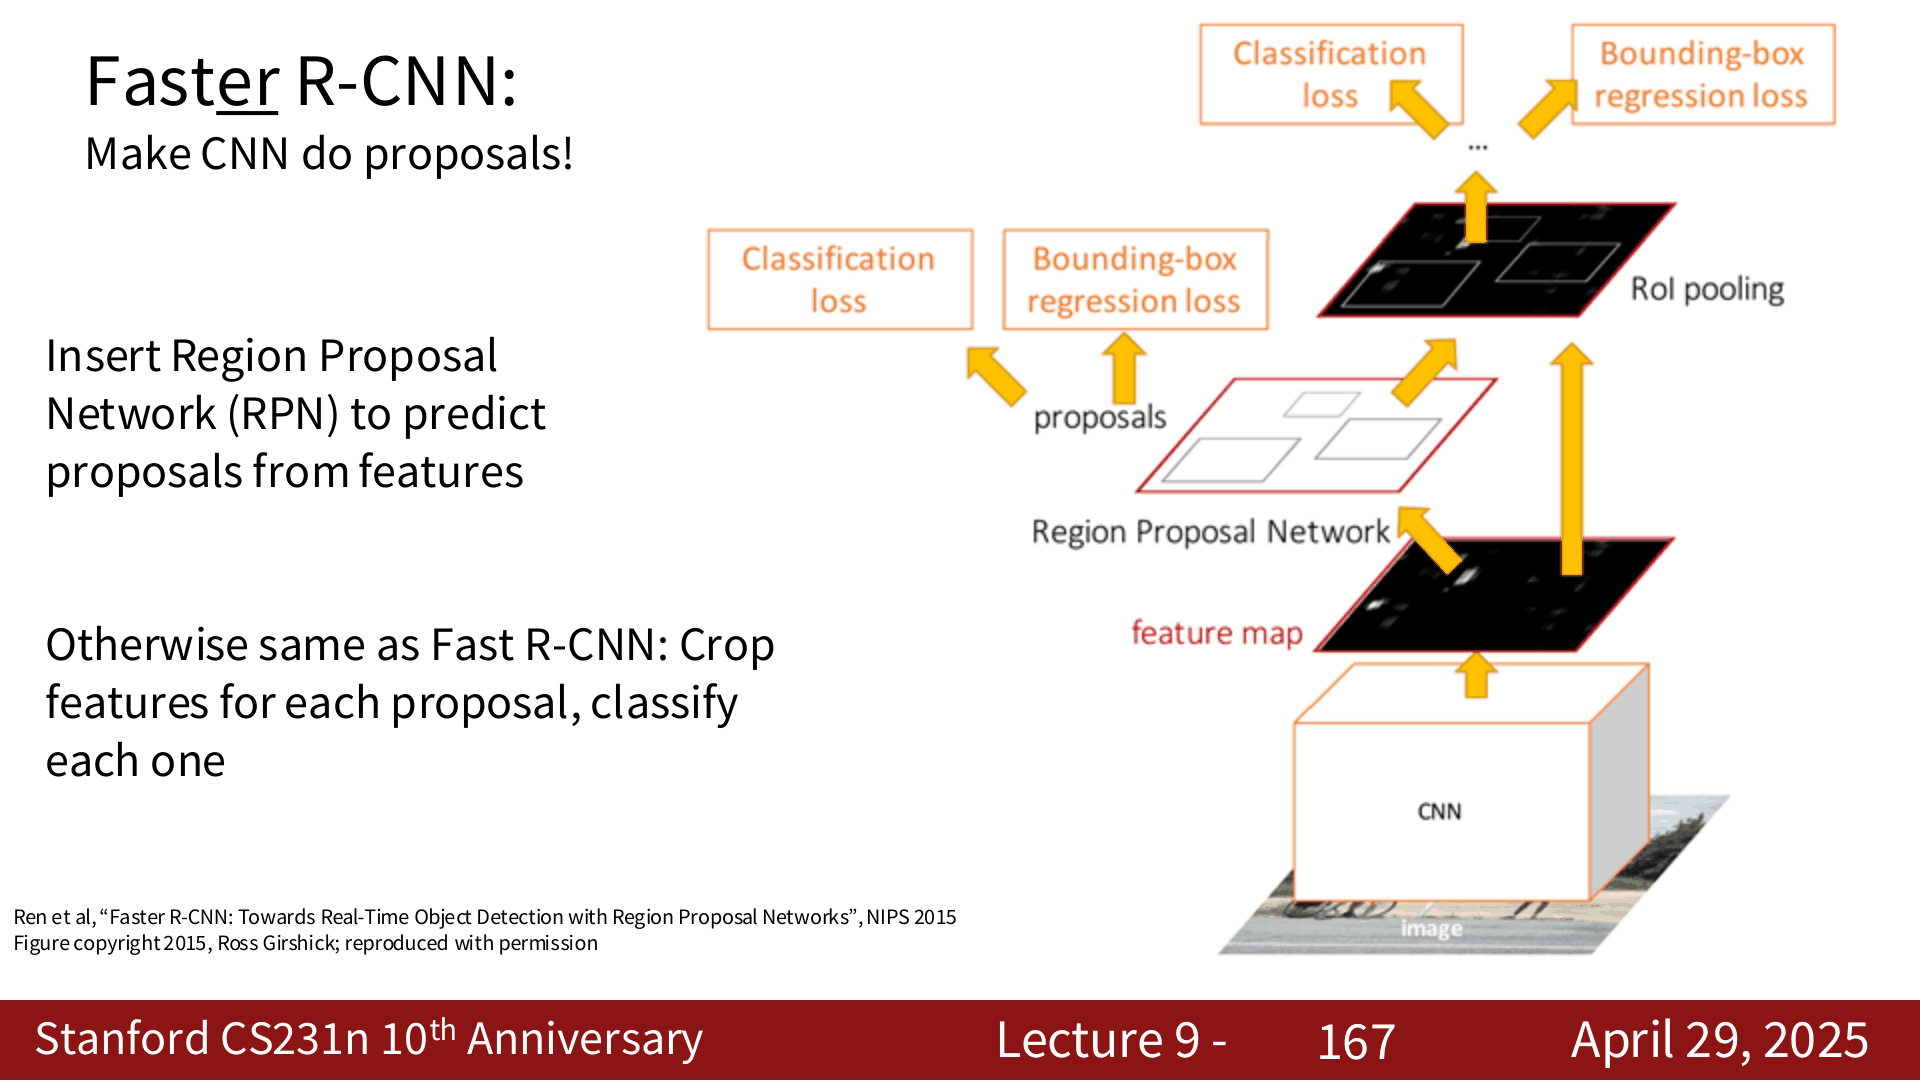 Faster R-CNN:
Make CNN do proposals!
Insert Region Proposal
Network (RPN) to predict
proposals from features
Otherwise same as Fast R-CNN: Crop
features for each proposal, classify
each one
Classification
loss
Bounding-box
regression loss
...
RoI pooling
Classification
loss
Bounding-box
regression loss
proposals
Region Proposal Network
feature map
CNN
image
Ren et al, “Faster R-CNN: Towards Real-Time Object Detection with Region Proposal Networks”, NIPS 2015
Figure copyright 2015, Ross Girshick; reproduced with permission
Stanford CS231n 10th Anniversary
Lecture 9 -
167
April 29, 2025